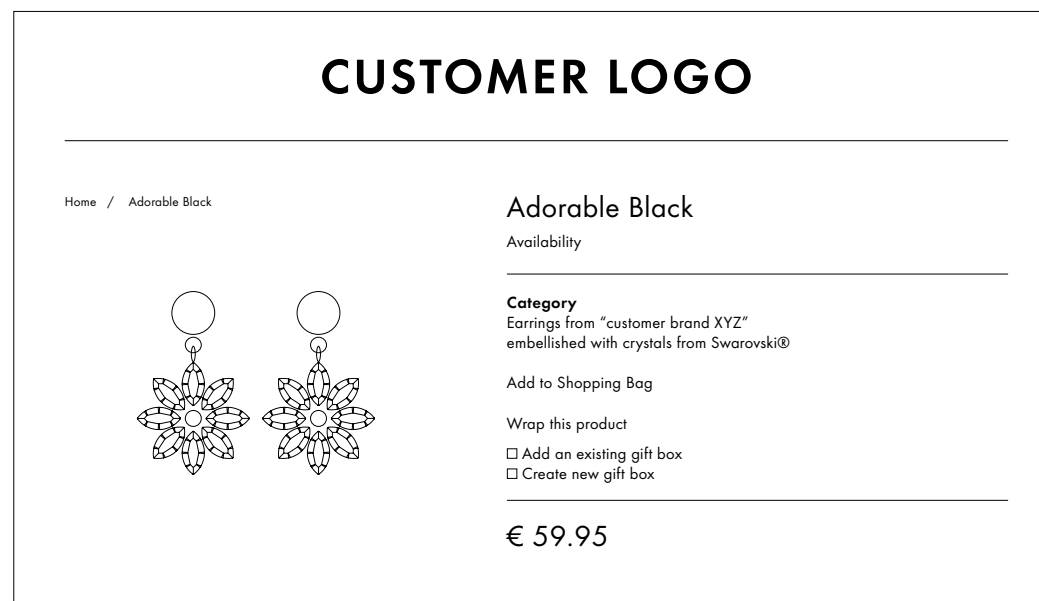 CUSTOMER LOGO
Home / Adorable Black
Adorable Black
Availability
Category
Earrings from “customer brand XYZ”
embellished with crystals from Swarovski®
Add to Shopping Bag
Wrap this product
Add an existing gift box
Create new gift box
€ 59.95